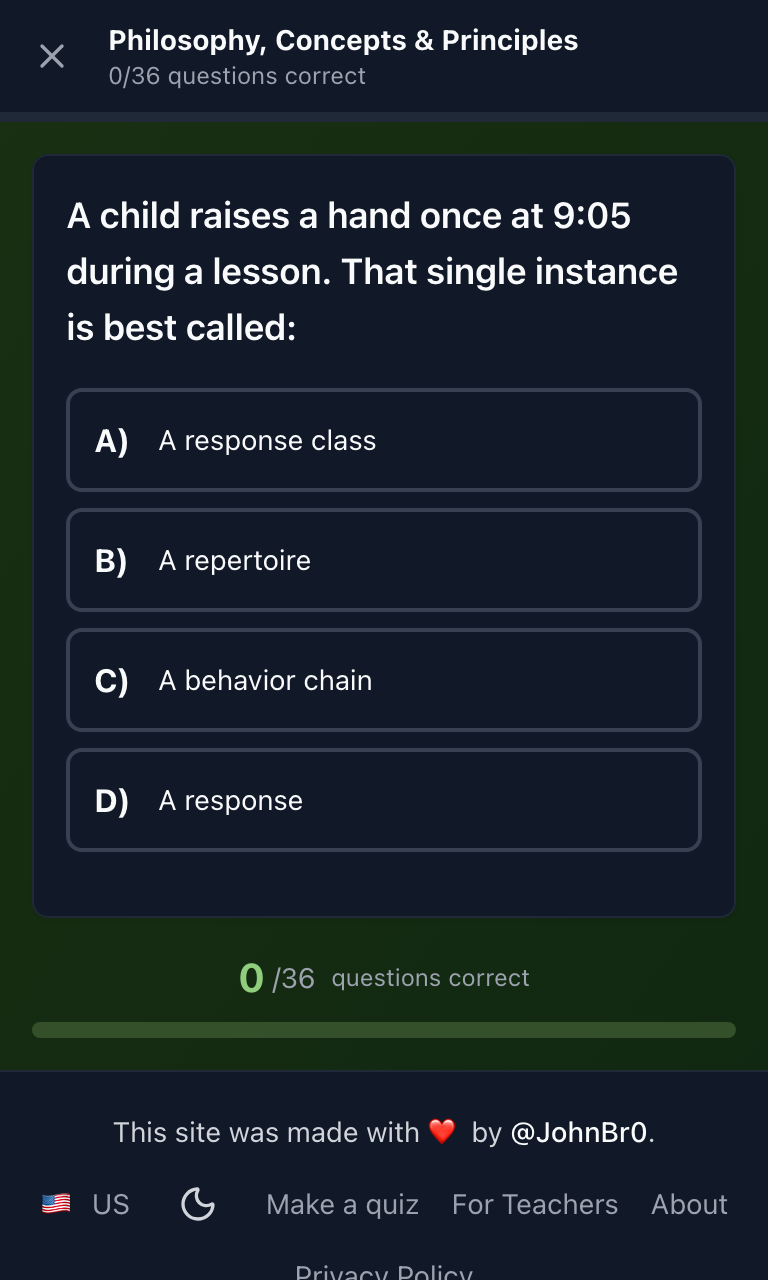 Philosophy, Concepts & Principles
0/36 questions correct
A child raises a hand once at 9:05
during a lesson. That single instance
is best called:
A) A response class
B) A repertoire
C) A behavior chain
D) A response
0 /36 questions correct
This site was made with ❤️ by @JohnBr0.
🇺🇸 US Make a quiz For Teachers About
Privacy Policy